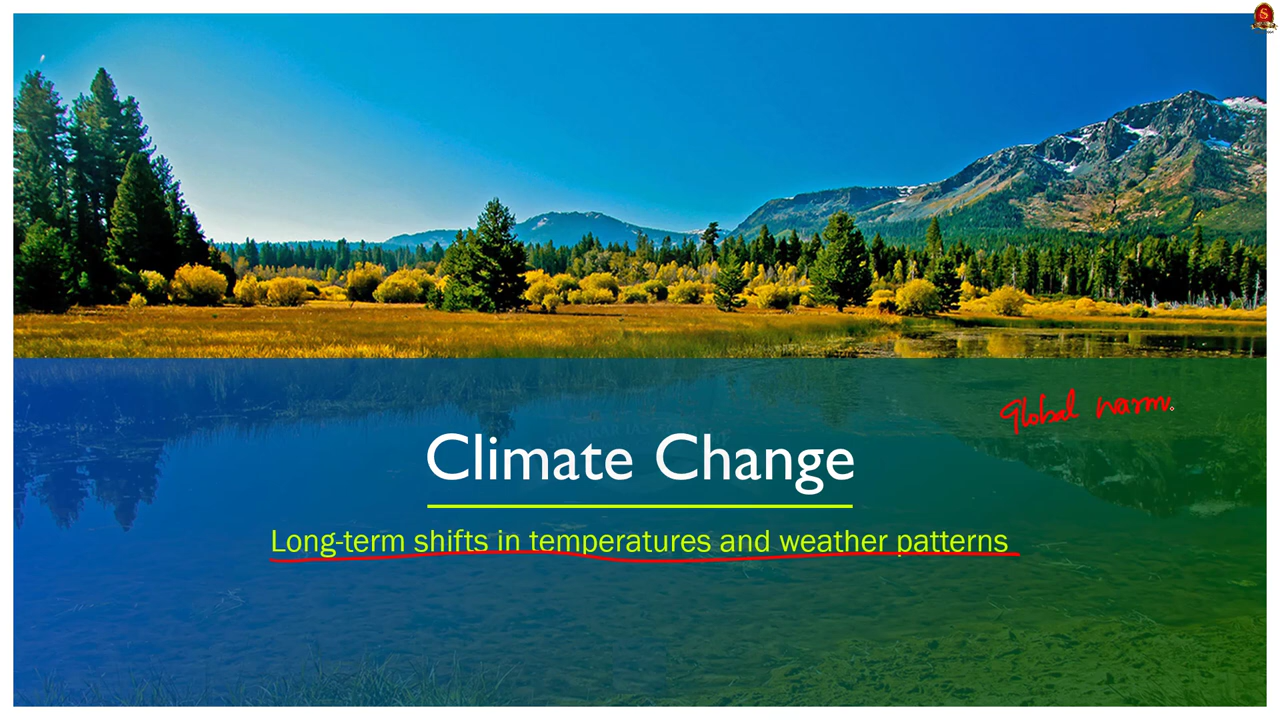 Global warm
Climate Change
Long-term shifts in temperatures and weather patterns